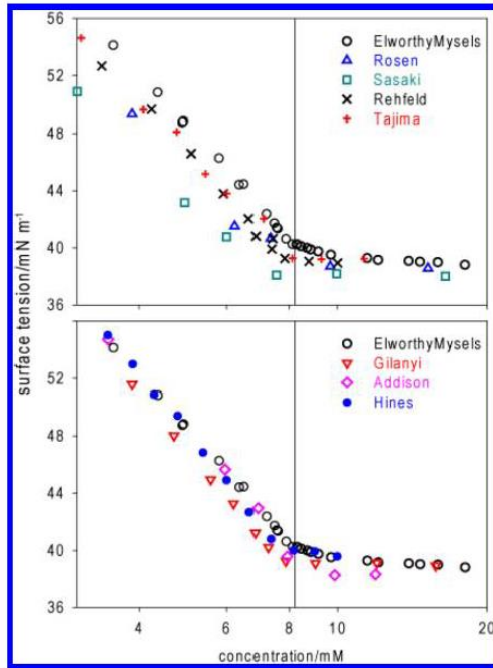 56
52
48
44
40
36
ElworthyMysels
Rosen
Sasaki
Rehfeld
Tajima
surface tension/mN m⁻¹
52
48
44
40
36
ElworthyMysels
Gilanyi
Addison
Hines
4 6 8 10 20
concentration/mM